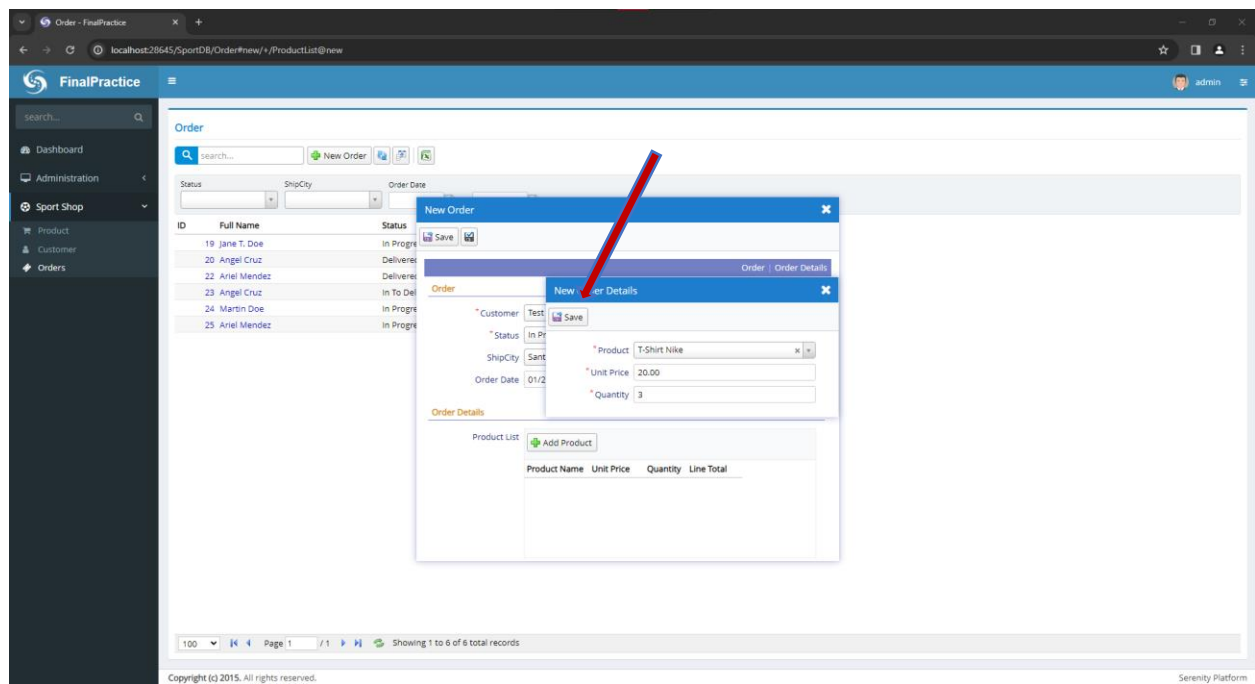 Order - FinalPractice
localhost:28645/SportDB/Order#new/+/ProductList@new
FinalPractice
admin
search...
Dashboard
Administration
Sport Shop
Product
Customer
Orders
Order
search...
New Order
Status ShipCity Order Date
ID Full Name Status
19 Jane T. Doe In Progre
20 Angel Cruz Delivered
22 Ariel Mendez Delivered
23 Angel Cruz In To Del
24 Martin Doe In Progre
25 Ariel Mendez In Progre
New Order
Save
Order | Order Details
Order
*Customer Test
*Status In Pr
ShipCity Sant
Order Date 01/2
New er Details
Save
*Product T-Shirt Nike
*Unit Price 20.00
*Quantity 3
Order Details
Product List Add Product
Product Name Unit Price Quantity Line Total
100 Page 1 / 1 Showing 1 to 6 of 6 total records
Copyright (c) 2015. All rights reserved. Serenity Platform